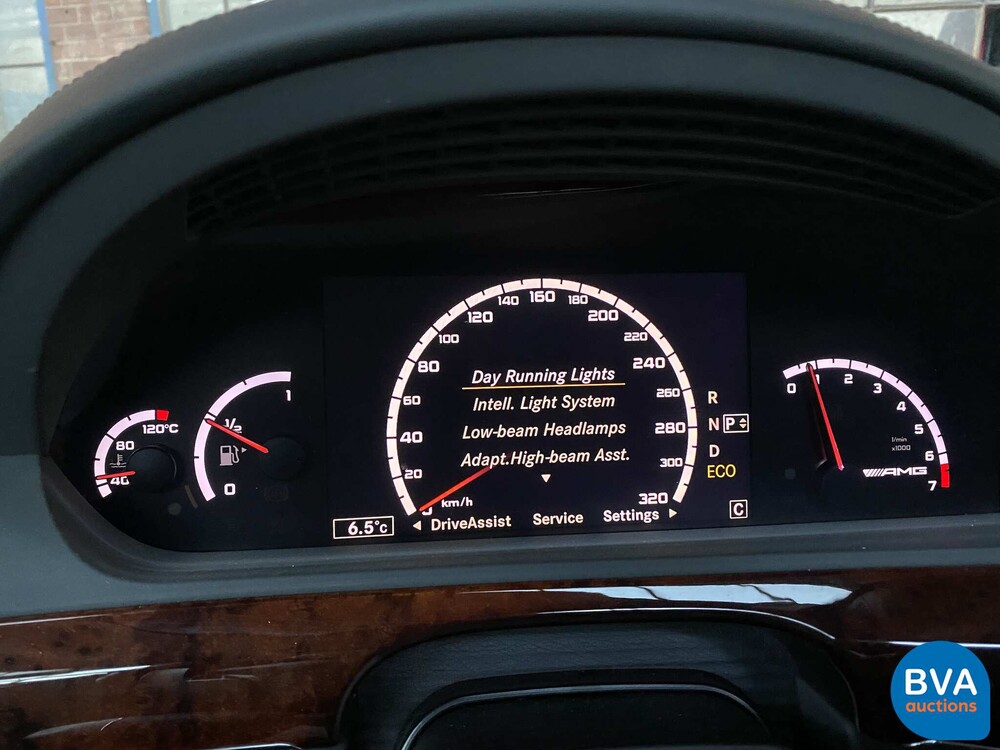 120°C
80
40
1
1/2
0
160
140
180
120
200
100
220
80
240
60
260
40
280
20
300
0
320
km/h
Day Running Lights
Intell. Light System
Low-beam Headlamps
Adapt.High-beam Asst.
DriveAssist Service Settings
6.5°C
R
N P
D
ECO
C
0
1
2
3
4
5
6
7
1/min
x1000
AMG
BVA
auctions